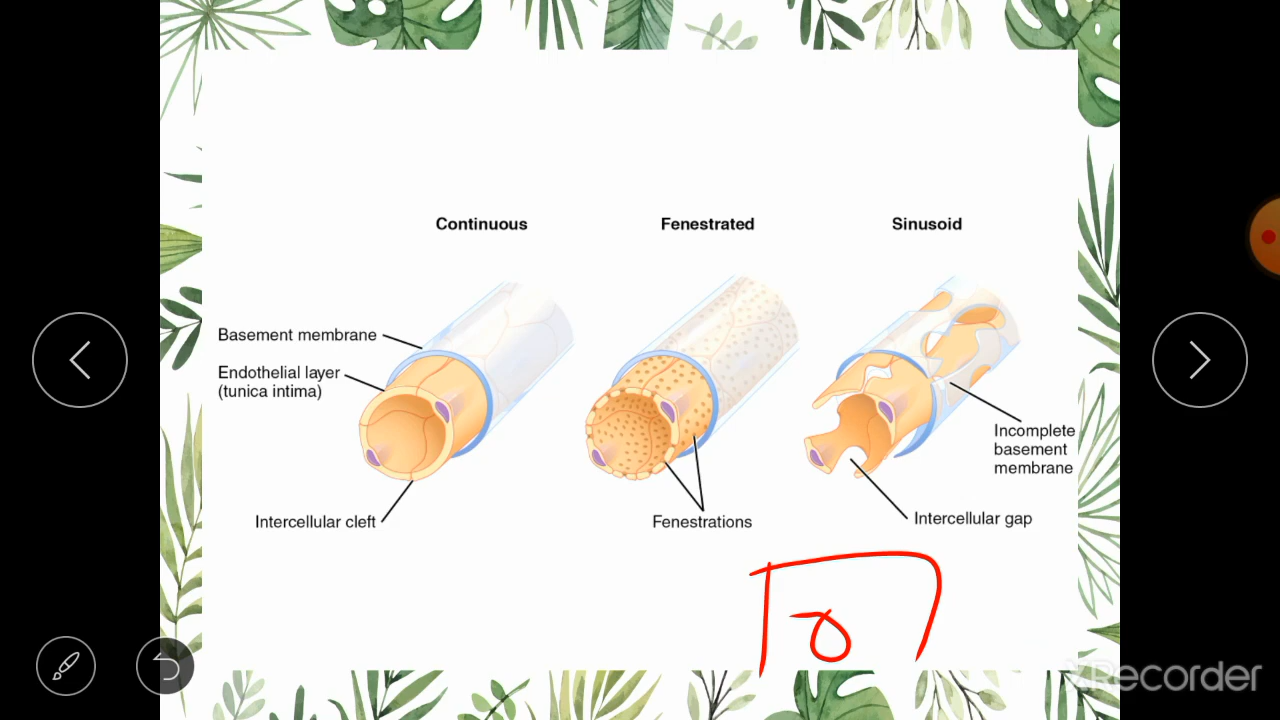 Continuous
Fenestrated
Sinusoid
Basement membrane
Endothelial layer
(tunica intima)
Incomplete
basement
membrane
Intercellular cleft
Fenestrations
Intercellular gap
XRecorder